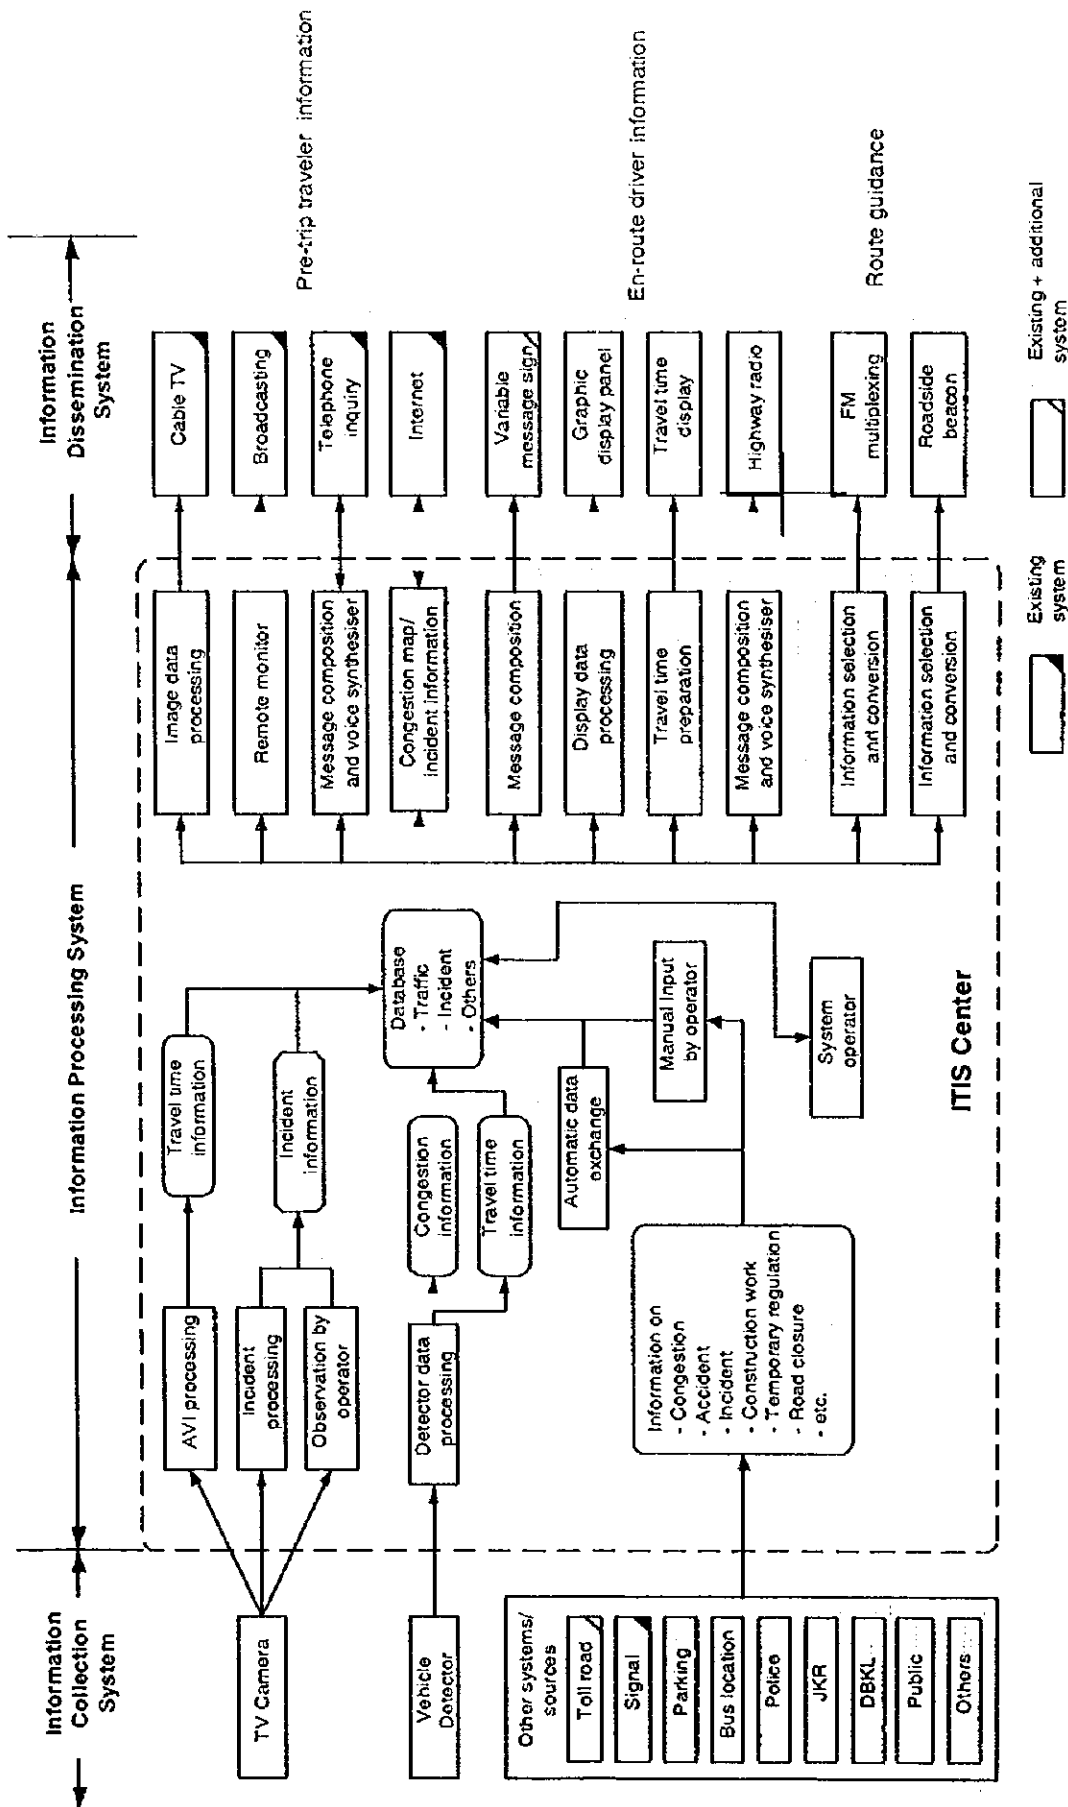 Information
Collection
System
Information Processing System
Information
Dissemination
System
TV Camera
Vehicle
Detector
Other systems/
sources
Toll road
Signal
Parking
Bus location
Police
JKR
DBKL
Public
Others
AVI processing
Incident
processing
Observation by
operator
Detector data
processing
Information on
- Congestion
- Accident
- Incident
- Construction work
- Temporary regulation
- Road closure
- etc.
Travel time
information
Incident
information
Congestion
information
Travel time
information
Automatic data
exchange
Manual Input
by operator
System
operator
Database
- Traffic
- Incident
- Others
ITIS Center
Image data
processing
Remote monitor
Message composition
and voice synthesiser
Congestion map/
incident information
Message composition
Display data
processing
Travel time
preparation
Message composition
and voice synthesiser
Information selection
and conversion
Information selection
and conversion
Cable TV
Broadcasting
Telephone
inquiry
Internet
Variable
message sign
Graphic
display panel
Travel time
display
Highway radio
FM
multiplexing
Roadside
beacon
Pre-trip traveler information
En-route driver information
Route guidance
Existing
system
Existing + additional
system